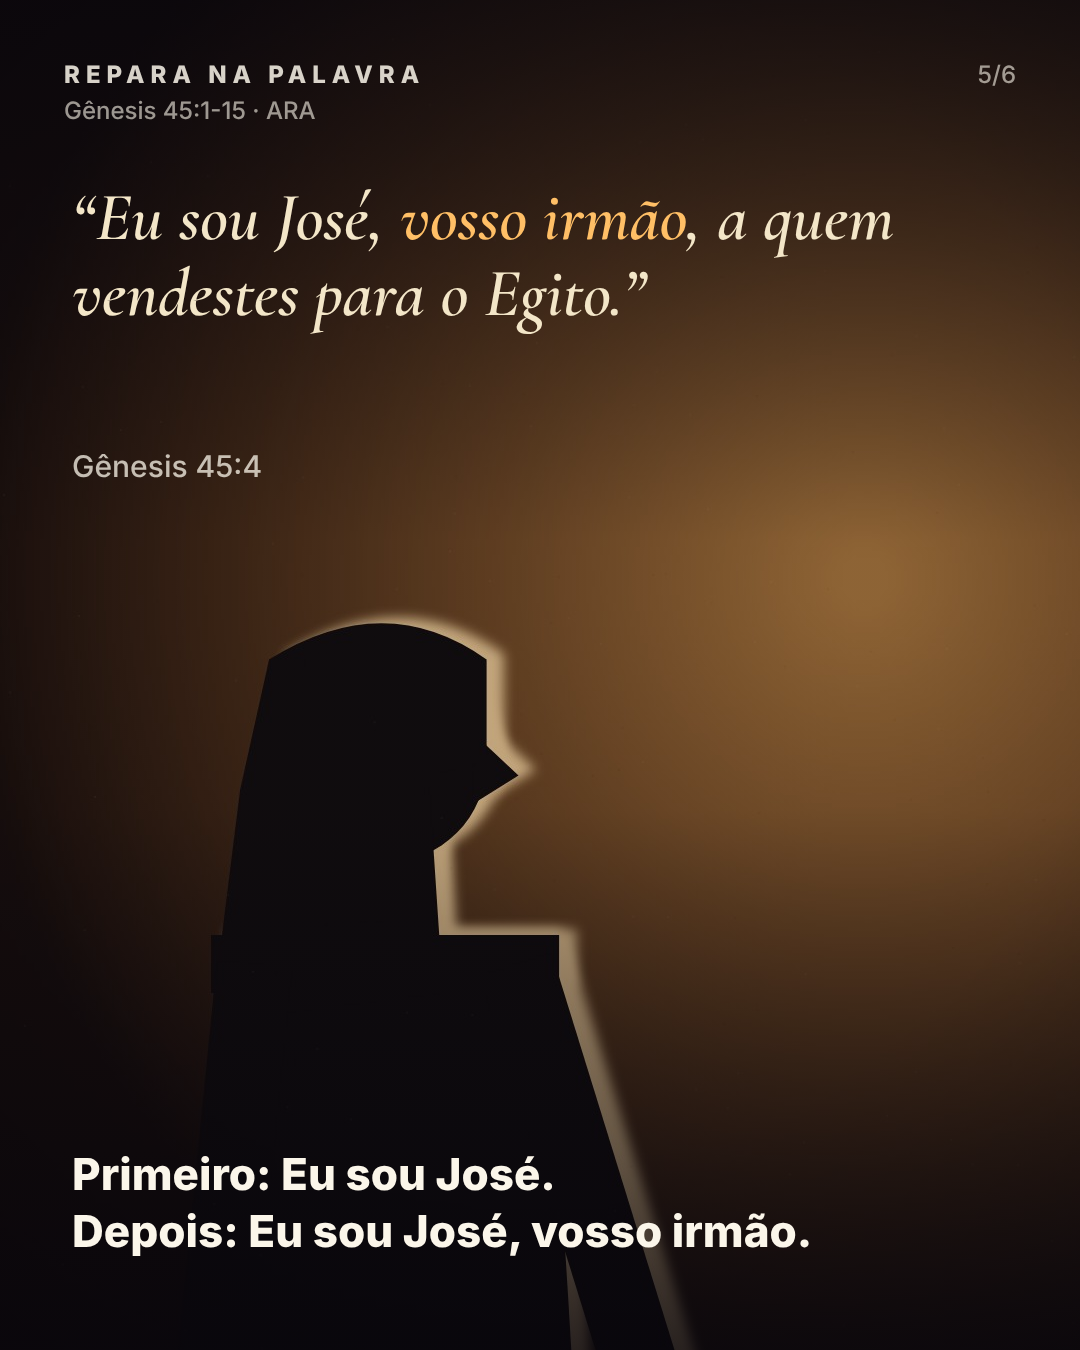 REPARA NA PALAVRA
5/6
Gênesis 45:1-15 · ARA
“Eu sou José, vosso irmão, a quem
vendestes para o Egito.”
Gênesis 45:4
Primeiro: Eu sou José.
Depois: Eu sou José, vosso irmão.